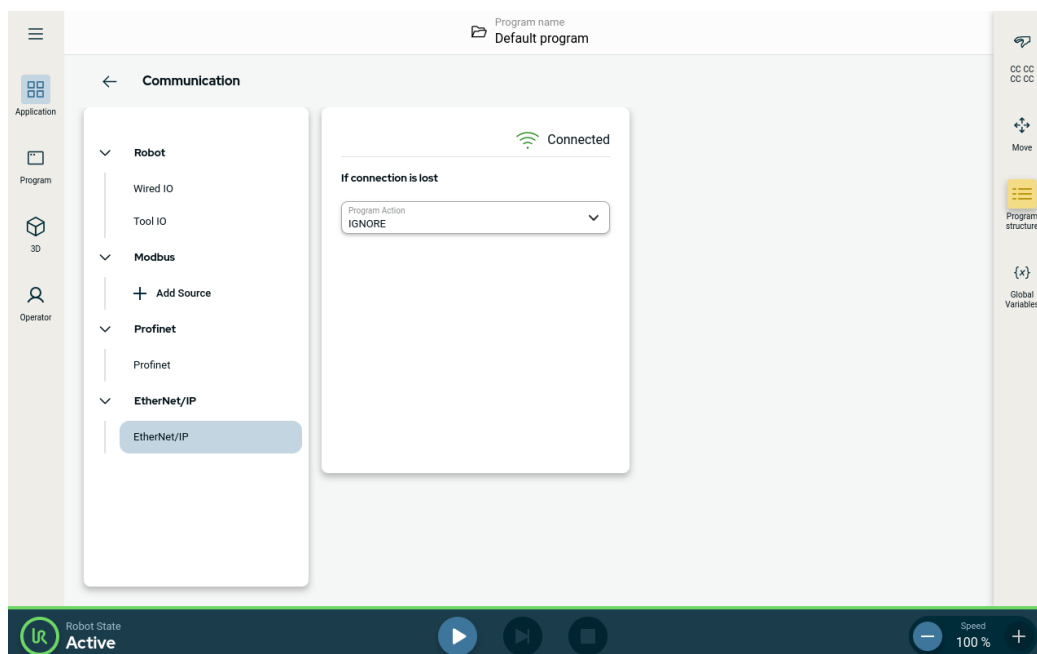 Program name
Default program
Application
Program
3D
Operator
Communication
Robot
Wired IO
Tool IO
Modbus
Add Source
Profinet
Profinet
EtherNet/IP
EtherNet/IP
Connected
If connection is lost
Program Action
IGNORE
CC CC
CC CC
Move
Program
structure
{x}
Global
Variables
UR
Robot State
Active
Speed
100 %